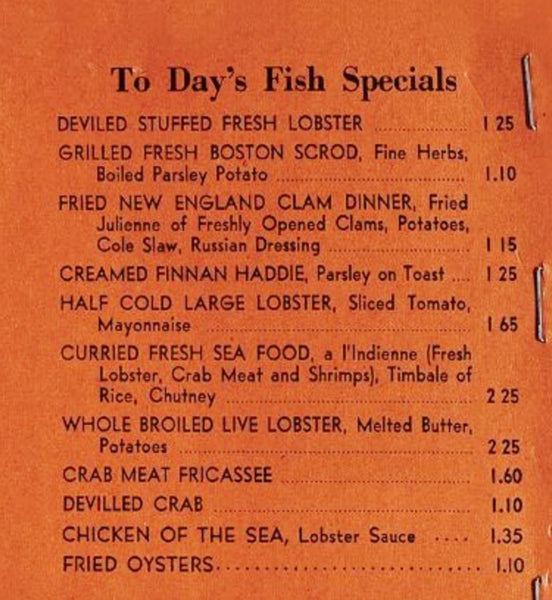 To Day's Fish Specials
DEVILED STUFFED FRESH LOBSTER ........ 1 25
GRILLED FRESH BOSTON SCROD, Fine Herbs,
Boiled Parsley Potato ........ 1.10
FRIED NEW ENGLAND CLAM DINNER, Fried
Julienne of Freshly Opened Clams, Potatoes,
Cole Slaw, Russian Dressing ........ 1 15
CREAMED FINNAN HADDIE, Parsley on Toast .... 1 25
HALF COLD LARGE LOBSTER, Sliced Tomato,
Mayonnaise ........ 1 65
CURRIED FRESH SEA FOOD, a l'Indienne (Fresh
Lobster, Crab Meat and Shrimps), Timbale of
Rice, Chutney ........ 2 25
WHOLE BROILED LIVE LOBSTER, Melted Butter,
Potatoes ........ 2 25
CRAB MEAT FRICASSEE ........ 1.60
DEVILLED CRAB ........ 1.10
CHICKEN OF THE SEA, Lobster Sauce .... 1.35
FRIED OYSTERS ........ 1.10